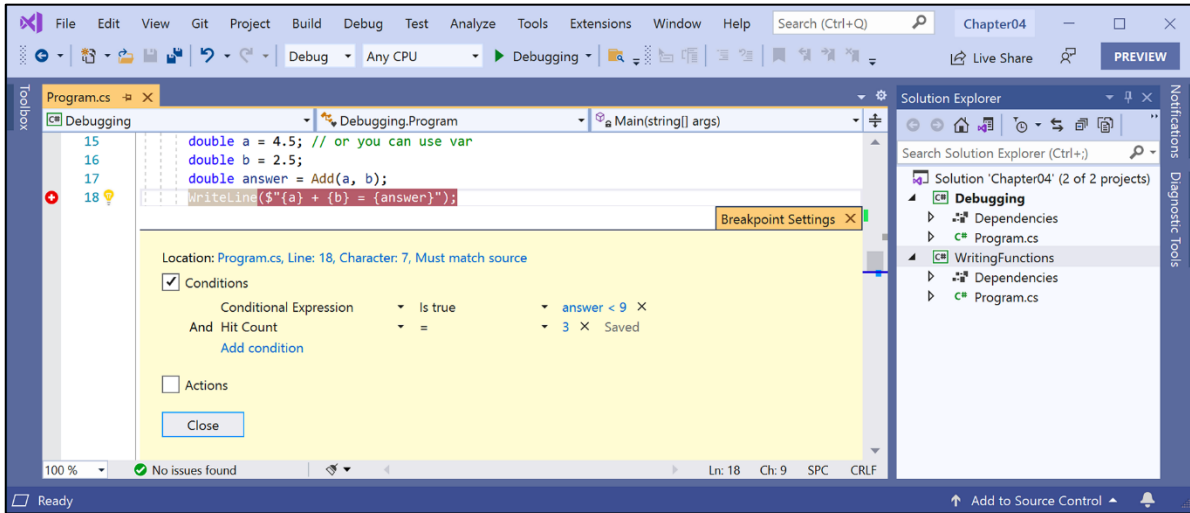 File Edit View Git Project Build Debug Test Analyze Tools Extensions Window Help Search (Ctrl+Q) Chapter04
Debug Any CPU Debugging Live Share PREVIEW
Toolbox
Program.cs
Debugging Debugging.Program Main(string[] args)
15 double a = 4.5; // or you can use var
16 double b = 2.5;
17 double answer = Add(a, b);
18 WriteLine($"{a} + {b} = {answer}");
Breakpoint Settings
Location: Program.cs, Line: 18, Character: 7, Must match source
Conditions
Conditional Expression Is true answer < 9
And Hit Count = 3 Saved
Add condition
Actions
Close
100 % No issues found Ln: 18 Ch: 9 SPC CRLF
Solution Explorer
Search Solution Explorer (Ctrl+;)
Solution 'Chapter04' (2 of 2 projects)
C# Debugging
Dependencies
C# Program.cs
C# WritingFunctions
Dependencies
C# Program.cs
Notifications
Diagnostic Tools
Ready Add to Source Control